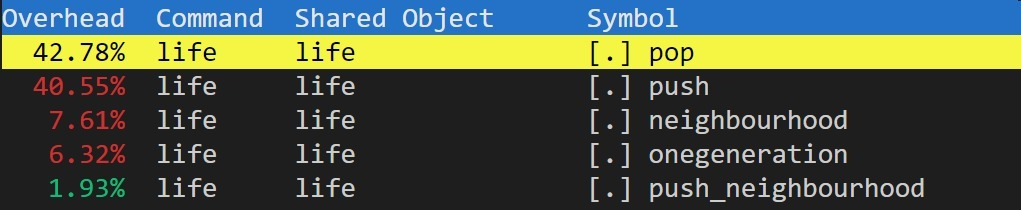 Overhead  Command  Shared Object      Symbol
  42.78%  life     life               [.] pop
  40.55%  life     life               [.] push
   7.61%  life     life               [.] neighbourhood
   6.32%  life     life               [.] onegeneration
   1.93%  life     life               [.] push_neighbourhood